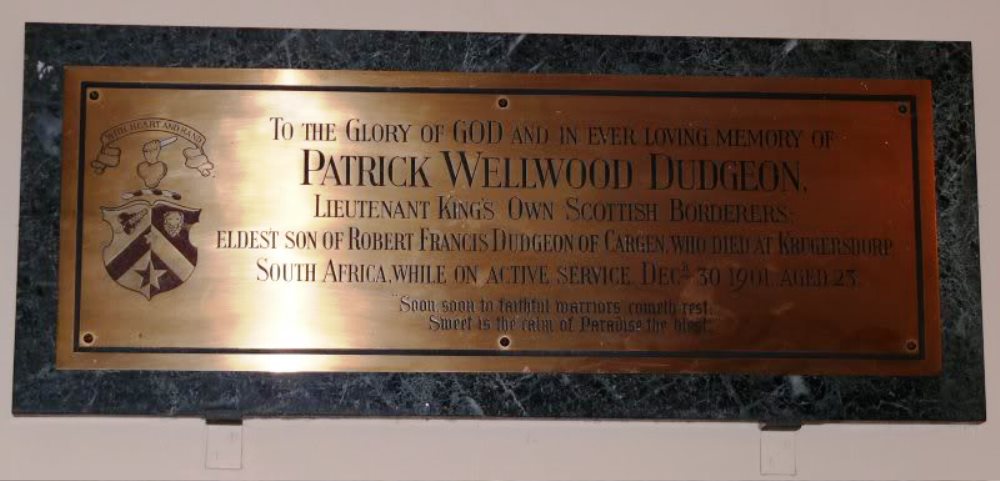 WITH HEART AND HAND
TO THE GLORY OF GOD AND IN EVER LOVING MEMORY OF
PATRICK WELLWOOD DUDGEON,
LIEUTENANT KING'S OWN SCOTTISH BORDERERS:
ELDEST SON OF ROBERT FRANCIS DUDGEON OF CARGEN, WHO DIED AT KRUGERSDORP
SOUTH AFRICA, WHILE ON ACTIVE SERVICE, DECR 30 1901. AGED 23.
"Soon soon to faithful warriors cometh rest:
Sweet is the calm of Paradise the blest."